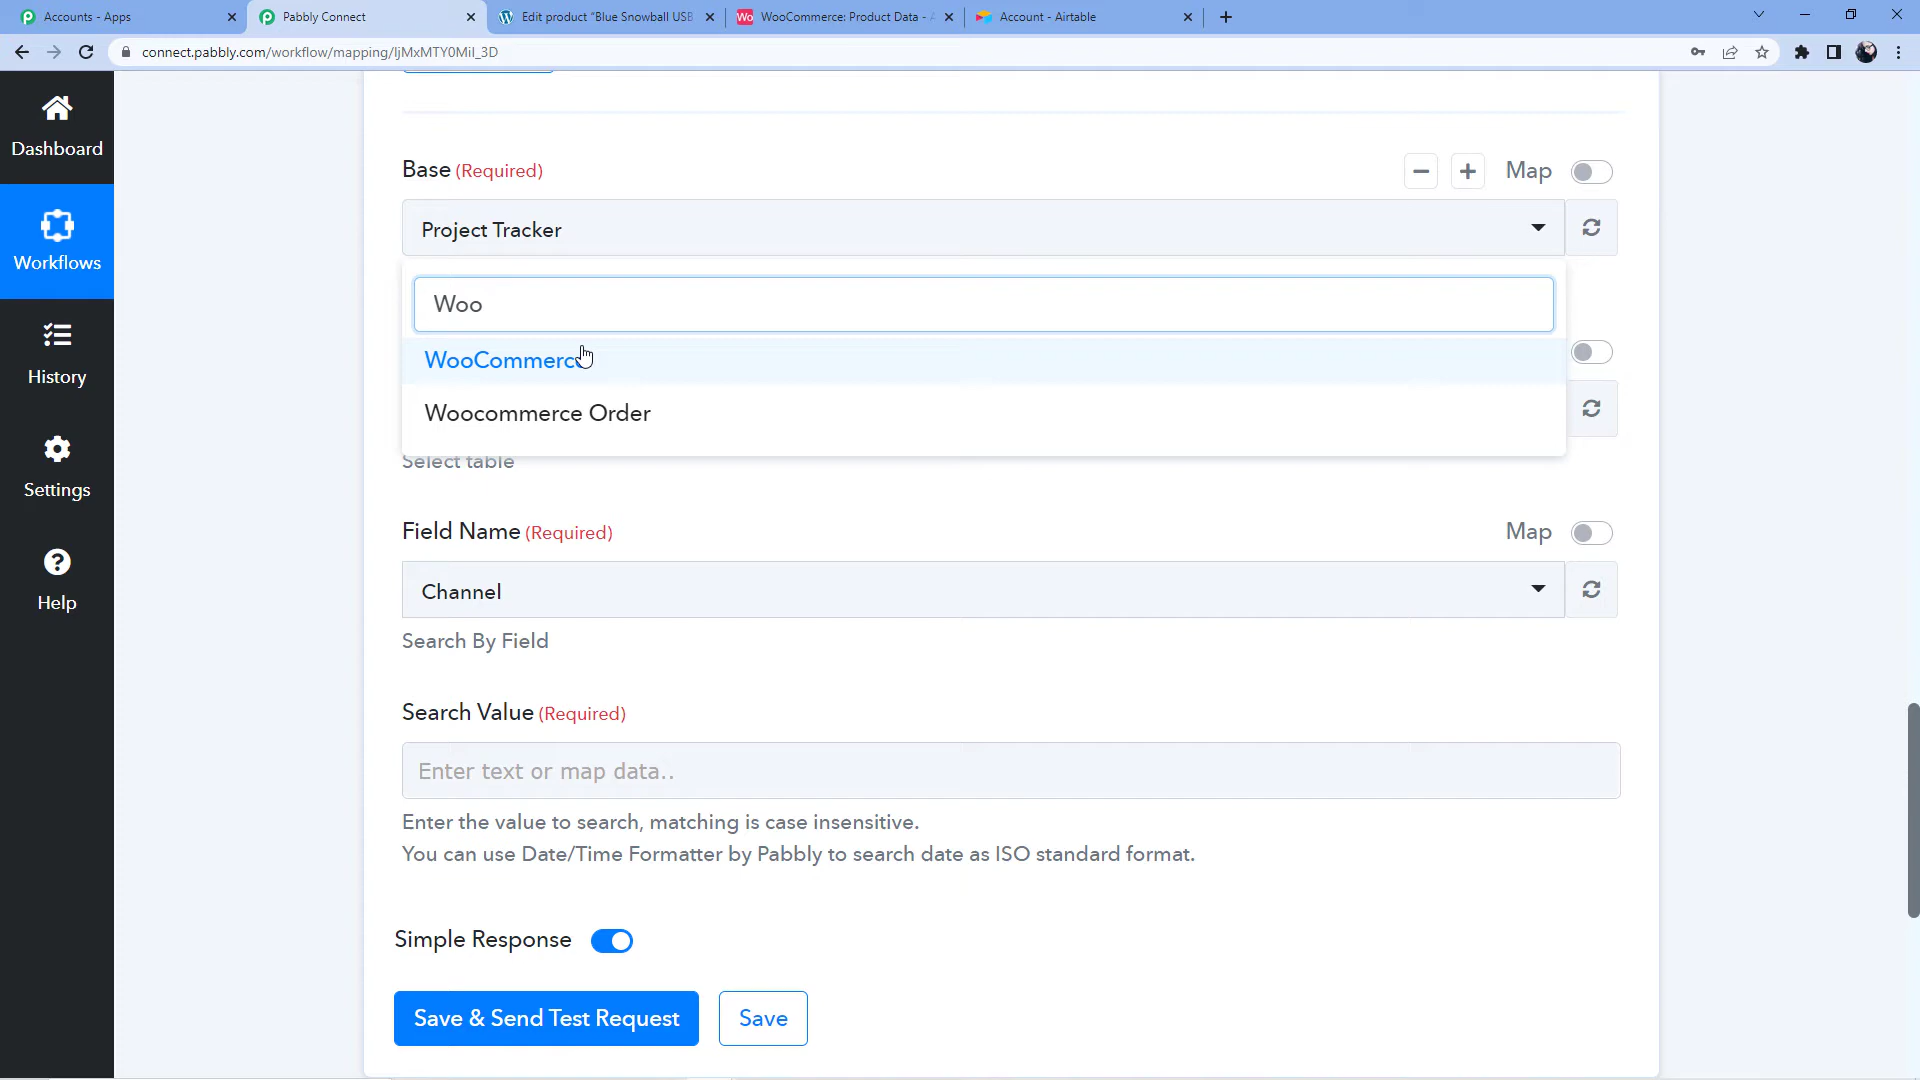 Accounts - Apps
Pabbly Connect
Edit product "Blue Snowball USB
Wo WooCommerce: Product Data - A
Account - Airtable
connect.pabbly.com/workflow/mapping/IjMxMTY0MiI_3D
Dashboard
Workflows
History
Settings
Help
Base (Required)
Map
Project Tracker
Woo
WooCommerce
Woocommerce Order
Select table
Field Name (Required)
Map
Channel
Search By Field
Search Value (Required)
Enter text or map data..
Enter the value to search, matching is case insensitive.
You can use Date/Time Formatter by Pabbly to search date as ISO standard format.
Simple Response
Save & Send Test Request
Save